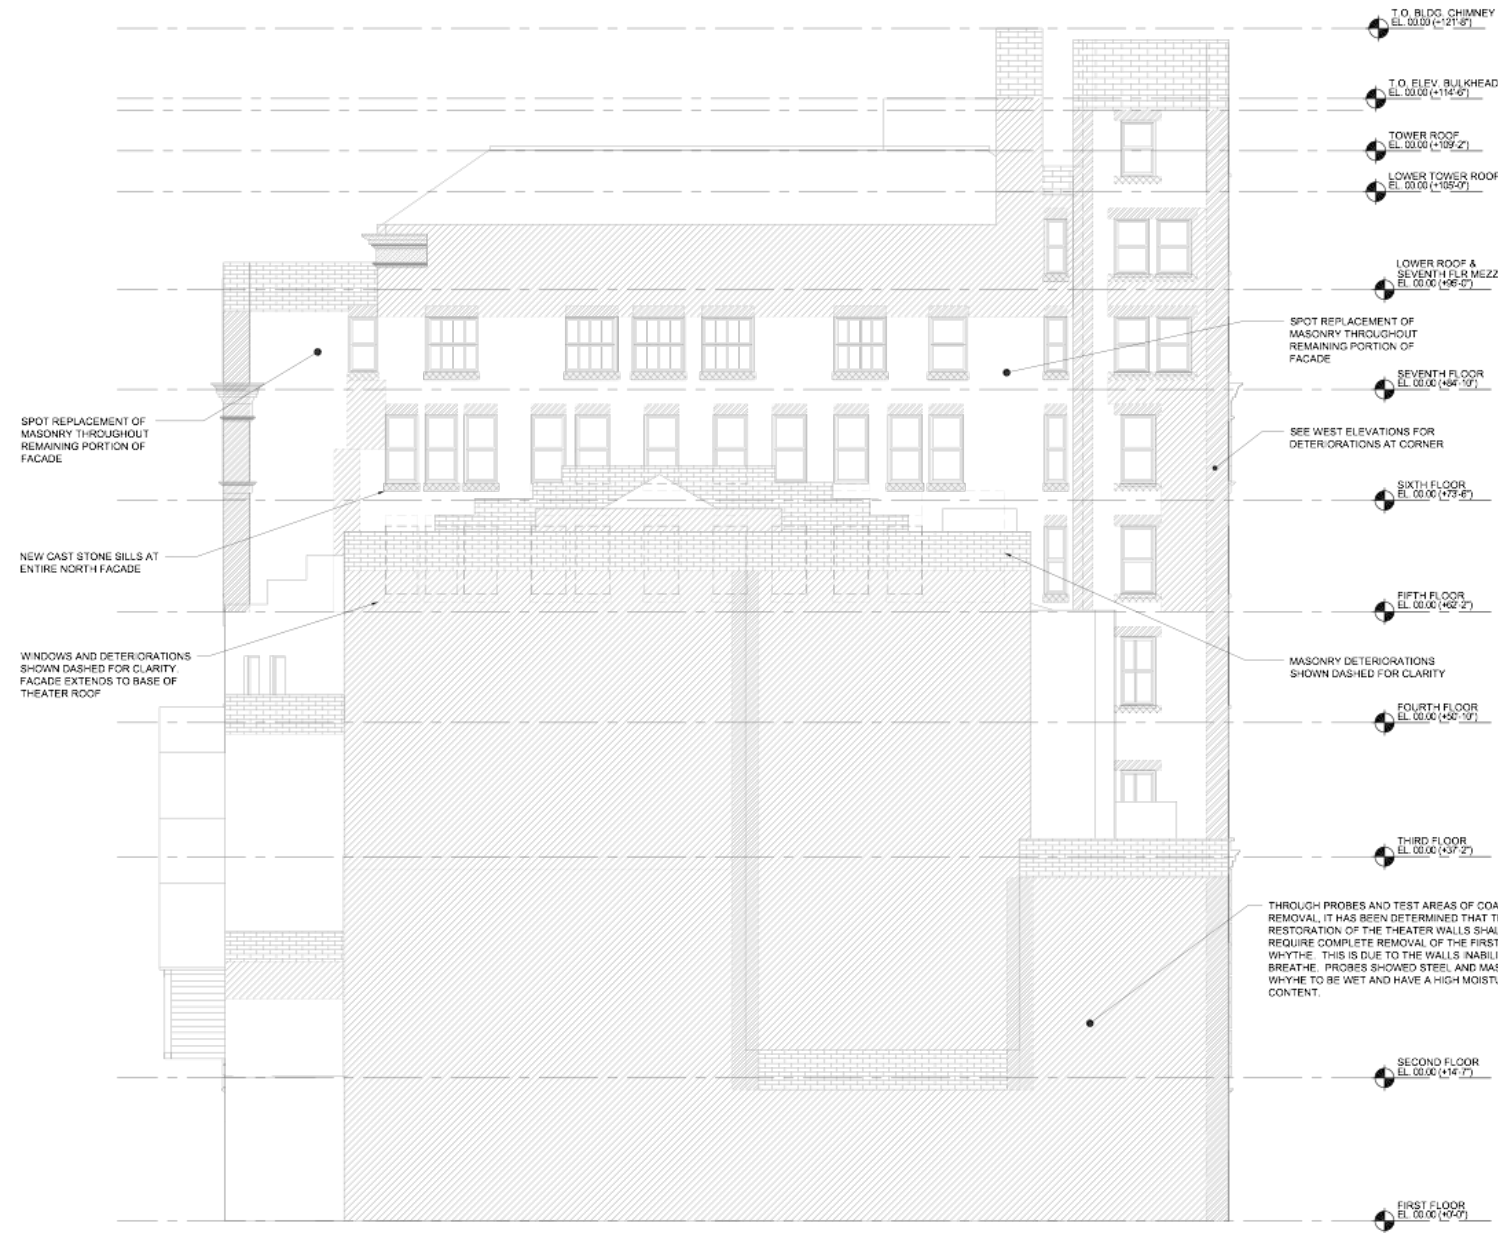 T.O. BLDG. CHIMNEY
EL. 00.00 (+121'-8")
T.O. ELEV. BULKHEAD
EL. 00.00 (+114'-6")
TOWER ROOF
EL. 00.00 (+109'-2")
LOWER TOWER ROOF
EL. 00.00 (+105'-0")
LOWER ROOF &
SEVENTH FLR MEZZ
EL. 00.00 (+95'-0")
SPOT REPLACEMENT OF
MASONRY THROUGHOUT
REMAINING PORTION OF
FACADE
SEVENTH FLOOR
EL. 00.00 (+84'-10")
SPOT REPLACEMENT OF
MASONRY THROUGHOUT
REMAINING PORTION OF
FACADE
SEE WEST ELEVATIONS FOR
DETERIORATIONS AT CORNER
SIXTH FLOOR
EL. 00.00 (+73'-6")
NEW CAST STONE SILLS AT
ENTIRE NORTH FACADE
FIFTH FLOOR
EL. 00.00 (+62'-2")
WINDOWS AND DETERIORATIONS
SHOWN DASHED FOR CLARITY.
FACADE EXTENDS TO BASE OF
THEATER ROOF
MASONRY DETERIORATIONS
SHOWN DASHED FOR CLARITY
FOURTH FLOOR
EL. 00.00 (+50'-10")
THIRD FLOOR
EL. 00.00 (+37'-2")
THROUGH PROBES AND TEST AREAS OF COA
REMOVAL, IT HAS BEEN DETERMINED THAT T
RESTORATION OF THE THEATER WALLS SHAL
REQUIRE COMPLETE REMOVAL OF THE FIRST
WHYTHE. THIS IS DUE TO THE WALLS INABILI
BREATHE. PROBES SHOWED STEEL AND MAS
WHYHE TO BE WET AND HAVE A HIGH MOISTU
CONTENT.
SECOND FLOOR
EL. 00.00 (+14'-7")
FIRST FLOOR
EL. 00.00 (+0'-0")